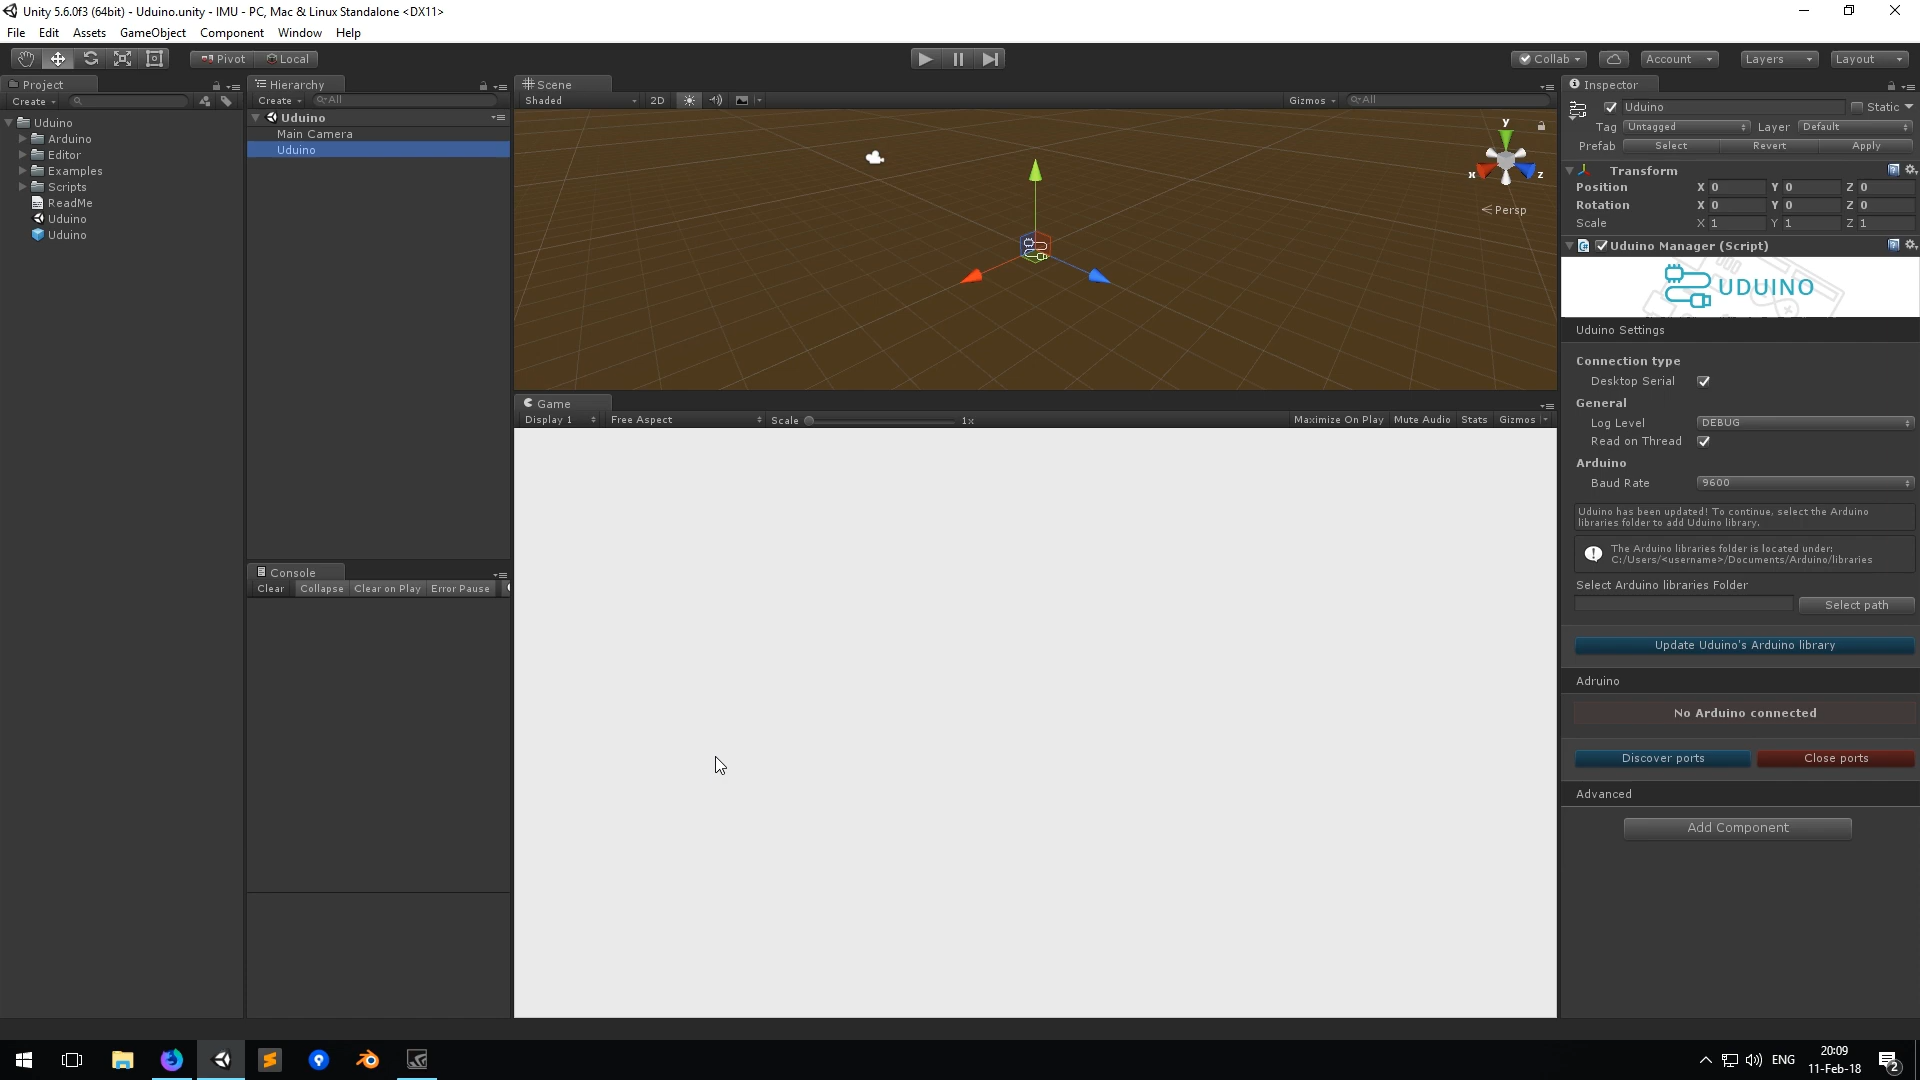 Unity 5.6.0f3 (64bit) - Uduino.unity - IMU - PC, Mac & Linux Standalone <DX11>
File Edit Assets GameObject Component Window Help
Pivot Local Collab Account Layers Layout
Project
Create
Uduino
Arduino
Editor
Examples
Scripts
ReadMe
Uduino
Uduino
Hierarchy
Create All
Uduino
Main Camera
Uduino
Console
Clear Collapse Clear on Play Error Pause
Scene
Shaded 2D Gizmos All
y
x z
Persp
Game
Display 1 Free Aspect Scale 1x Maximize On Play Mute Audio Stats Gizmos
Inspector
Uduino Static
Tag Untagged Layer Default
Prefab Select Revert Apply
Transform
Position X 0 Y 0 Z 0
Rotation X 0 Y 0 Z 0
Scale X 1 Y 1 Z 1
Uduino Manager (Script)
UDUINO
Uduino Settings
Connection type
Desktop Serial
General
Log Level DEBUG
Read on Thread
Arduino
Baud Rate 9600
Uduino has been updated! To continue, select the Arduino
libraries folder to add Uduino library.
The Arduino libraries folder is located under:
C:/Users/<username>/Documents/Arduino/libraries
Select Arduino libraries Folder
Select path
Update Uduino's Arduino library
Adruino
No Arduino connected
Discover ports Close ports
Advanced
Add Component
ENG
20:09
11-Feb-18
2